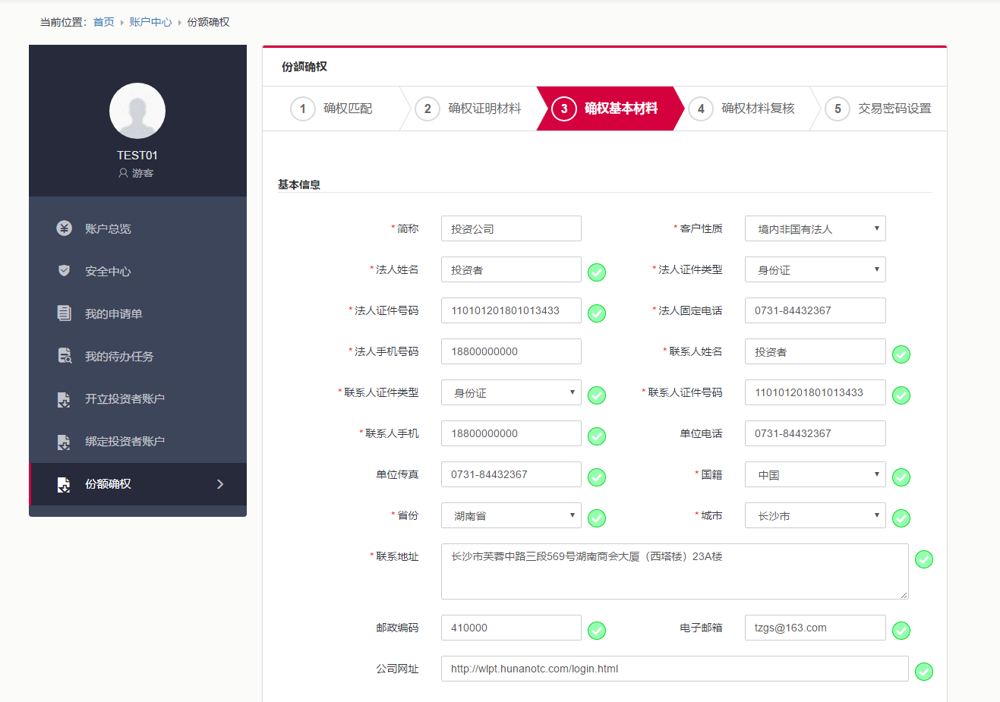 当前位置：首页 › 账户中心 › 份额确权
TEST01
游客
账户总览
安全中心
我的申请单
我的待办任务
开立投资者账户
绑定投资者账户
份额确权
份额确权
1 确权匹配 2 确权证明材料 3 确权基本材料 4 确权材料复核 5 交易密码设置
基本信息
* 简称 投资公司 * 客户性质 境内非国有法人
* 法人姓名 投资者 * 法人证件类型 身份证
* 法人证件号码 110101201801013433 * 法人固定电话 0731-84432367
* 法人手机号码 18800000000 * 联系人姓名 投资者
* 联系人证件类型 身份证 * 联系人证件号码 110101201801013433
* 联系人手机 18800000000 单位电话 0731-84432367
单位传真 0731-84432367 * 国籍 中国
* 省份 湖南省 * 城市 长沙市
* 联系地址 长沙市芙蓉中路三段569号湖南商会大厦（西塔楼）23A楼
邮政编码 410000 电子邮箱 tzgs@163.com
公司网址 http://wlpt.hunanotc.com/login.html